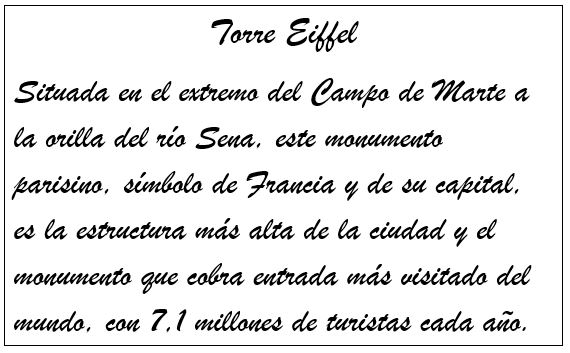 Torre Eiffel
Situada en el extremo del Campo de Marte a
la orilla del río Sena, este monumento
parisino, símbolo de Francia y de su capital,
es la estructura más alta de la ciudad y el
monumento que cobra entrada más visitado del
mundo, con 7,1 millones de turistas cada año.